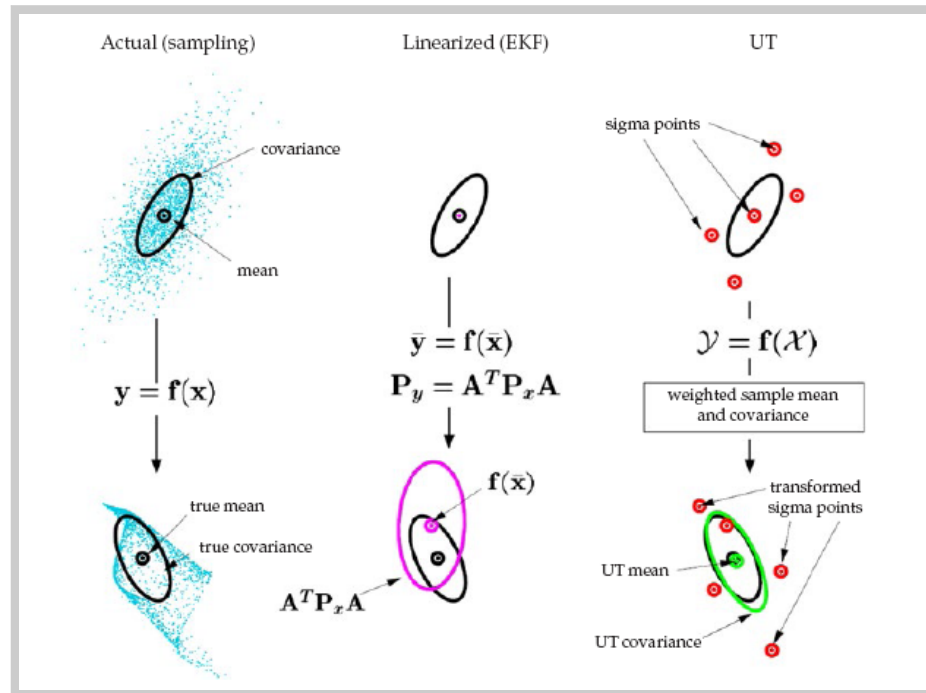 Actual (sampling)
Linearized (EKF)
UT
covariance
mean
sigma points
y = f(x)
ȳ = f(x̄)
P_y = A^T P_x A
𝒴 = f(𝒳)
weighted sample mean
and covariance
true mean
true covariance
f(x̄)
A^T P_x A
transformed
sigma points
UT mean
UT covariance